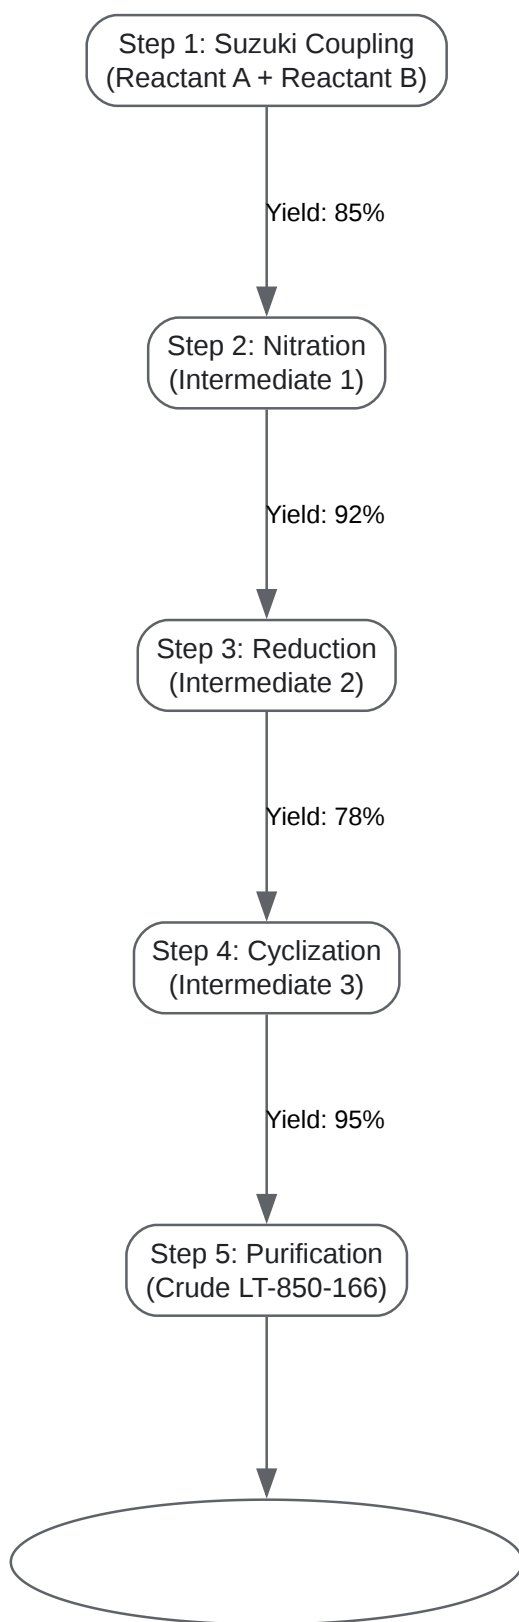 Step 1: Suzuki Coupling
(Reactant A + Reactant B)
Yield: 85%
Step 2: Nitration
(Intermediate 1)
Yield: 92%
Step 3: Reduction
(Intermediate 2)
Yield: 78%
Step 4: Cyclization
(Intermediate 3)
Yield: 95%
Step 5: Purification
(Crude LT-850-166)